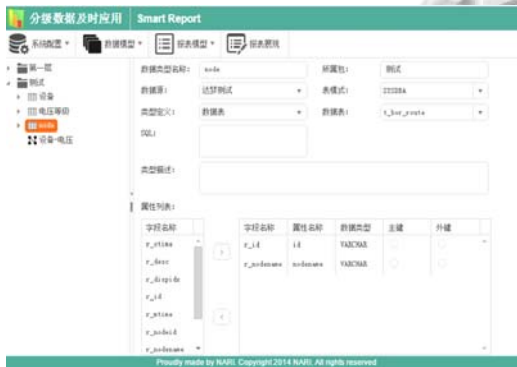 分级数据及时应用 Smart Report
系统配置 数据模型 报表模型 报表展现
第一层
测试
设备
电压等级
node
设备-电压
数据类型名称: node 所属包: 测试
数据源: 达梦测试 表模式: SYSDBA
类型定义: 数据表 数据表: t_hor_route
SQL:
类型描述:
属性列表:
字段名称
r_stime
r_desc
r_dispidx
r_id
r_mtime
r_nodeid
r_nodename
字段名称 属性名称 数据类型 主键 外键
r_id id VARCHAR
r_nodename nodename VARCHAR
Proudly made by NARI. Copyright 2014 NARI. All rights reserved